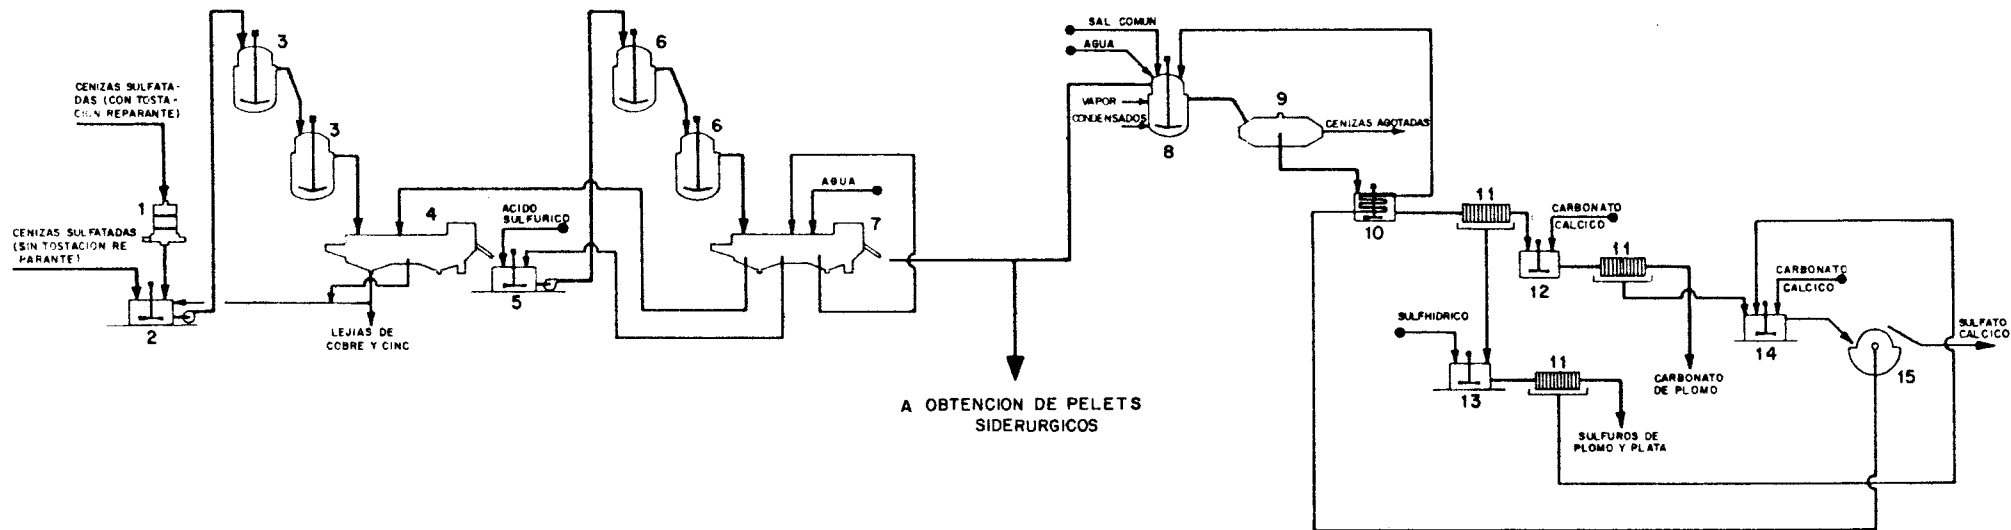 CENIZAS SULFATA-
DAS (CON TOSTA-
CION REPARANTE)
1
CENIZAS SULFATADAS
(SIN TOSTACION RE
PARANTE)
2
3
3
4
LEJIAS DE
COBRE Y CINC
ACIDO
SULFURICO
5
6
6
AGUA
7
A OBTENCION DE PELETS
SIDERURGICOS
SAL COMUN
AGUA
VAPOR
CONDENSADOS
8
9
CENIZAS AGOTADAS
10
11
CARBONATO
CALCICO
12
11
CARBONATO
DE PLOMO
SULFHIDRICO
13
11
SULFUROS DE
PLOMO Y PLATA
CARBONATO
CALCICO
14
15
SULFATO
CALCICO